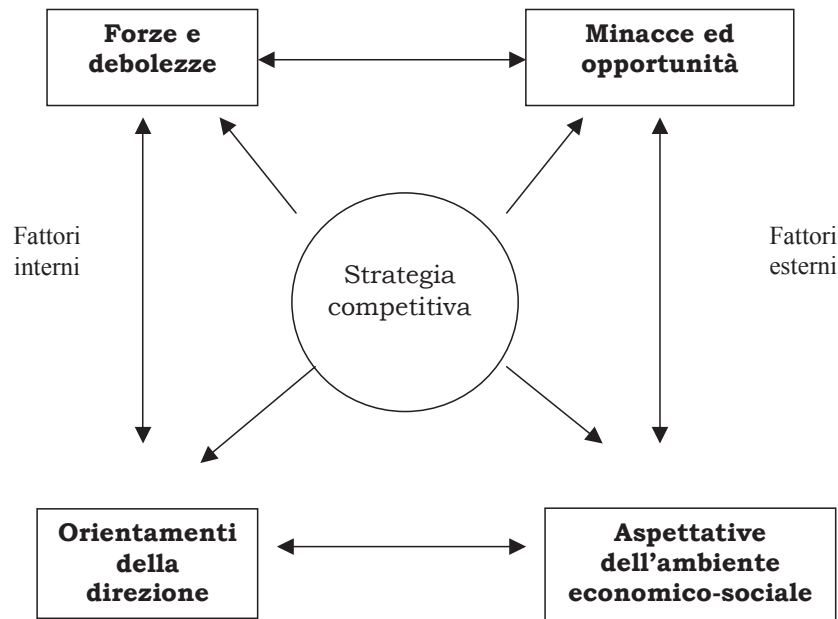 Forze e
debolezze
Minacce ed
opportunità
Fattori
interni
Fattori
esterni
Strategia
competitiva
Orientamenti
della
direzione
Aspettative
dell’ambiente
economico-sociale